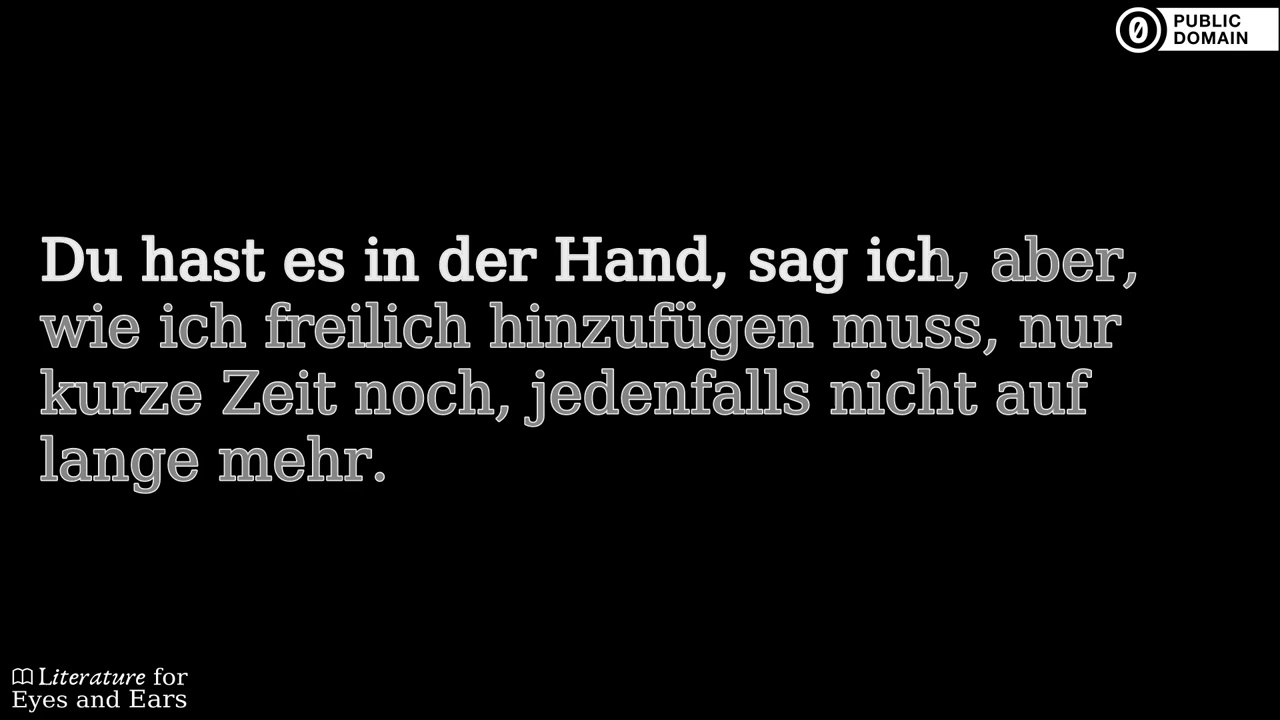 PUBLIC
DOMAIN
Du hast es in der Hand, sag ich, aber,
wie ich freilich hinzufügen muss, nur
kurze Zeit noch, jedenfalls nicht auf
lange mehr.
Literature for
Eyes and Ears